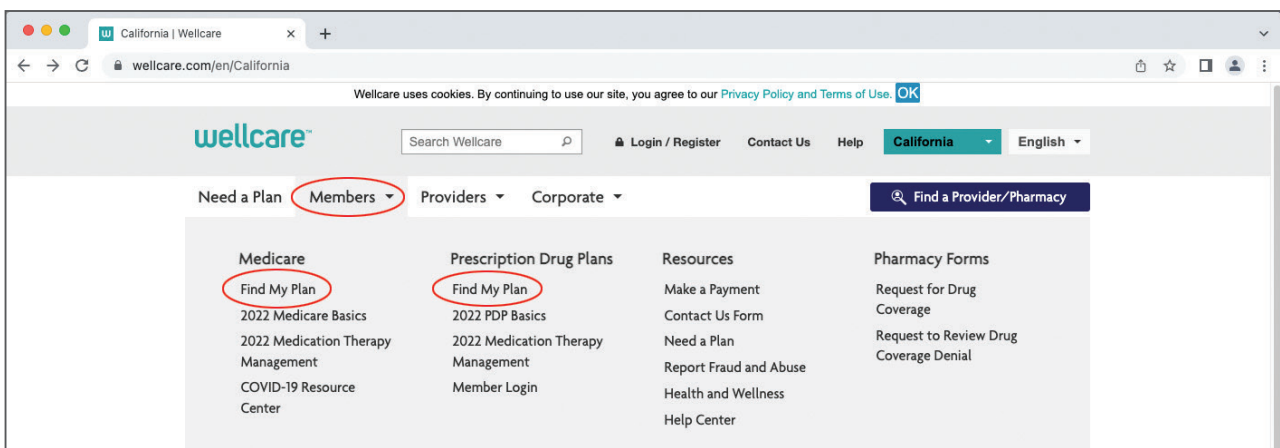 California | Wellcare
wellcare.com/en/California
Wellcare uses cookies. By continuing to use our site, you agree to our Privacy Policy and Terms of Use. OK
wellcare™
Search Wellcare
Login / Register
Contact Us
Help
California
English
Need a Plan
Members
Providers
Corporate
Find a Provider/Pharmacy
Medicare
Find My Plan
2022 Medicare Basics
2022 Medication Therapy
Management
COVID-19 Resource
Center
Prescription Drug Plans
Find My Plan
2022 PDP Basics
2022 Medication Therapy
Management
Member Login
Resources
Make a Payment
Contact Us Form
Need a Plan
Report Fraud and Abuse
Health and Wellness
Help Center
Pharmacy Forms
Request for Drug
Coverage
Request to Review Drug
Coverage Denial